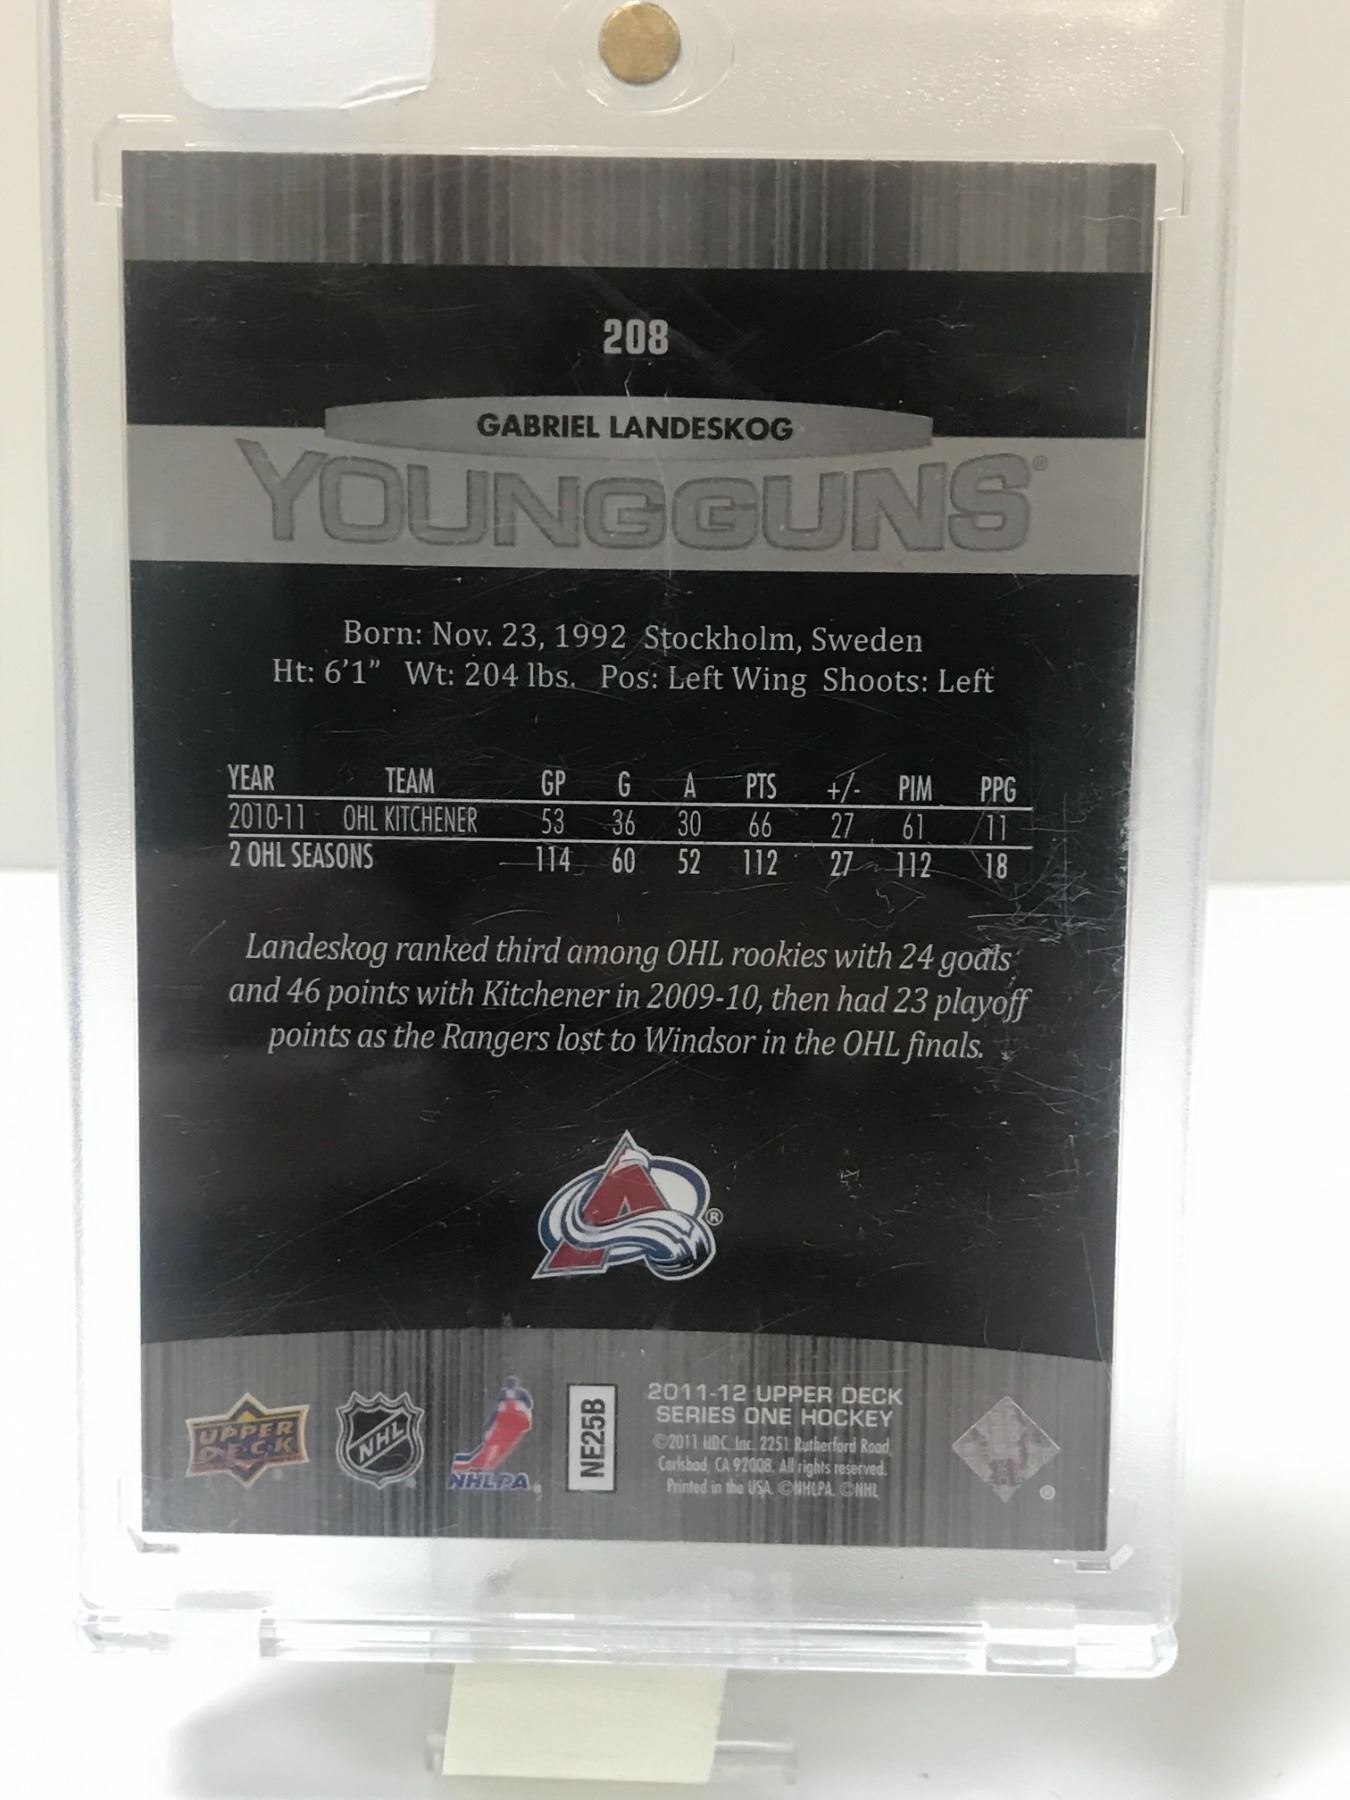 208
GABRIEL LANDESKOG
YOUNGGUNS®
Born: Nov. 23, 1992 Stockholm, Sweden
Ht: 6'1" Wt: 204 lbs. Pos: Left Wing Shoots: Left
YEAR TEAM GP G A PTS +/- PIM PPG
2010-11 OHL KITCHENER 53 36 30 66 27 61 11
2 OHL SEASONS 114 60 52 112 27 112 18
Landeskog ranked third among OHL rookies with 24 goals
and 46 points with Kitchener in 2009-10, then had 23 playoff
points as the Rangers lost to Windsor in the OHL finals.
A ®
UPPER
DECK
®
NHL
®
NHLPA
®
NE25B
2011-12 UPPER DECK
SERIES ONE HOCKEY
©2011 UDC, Inc. 2251 Rutherford Road,
Carlsbad, CA 92008. All rights reserved.
Printed in the USA. ©NHLPA. ©NHL
®